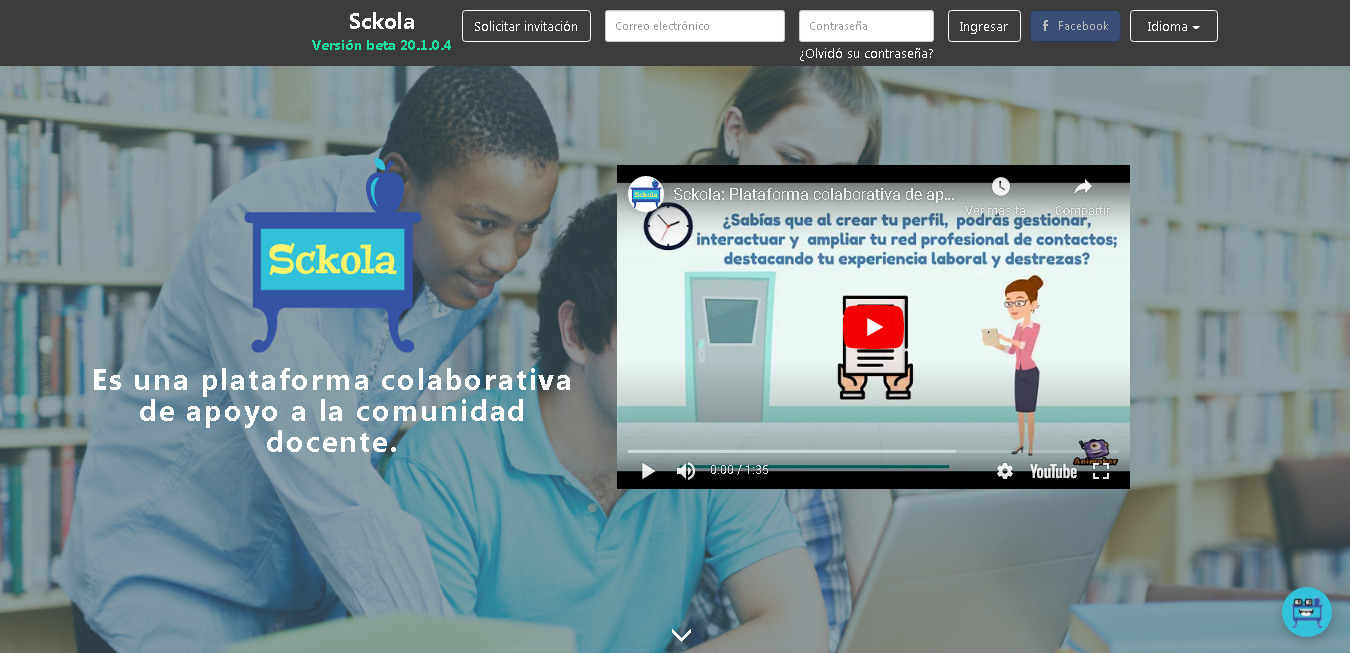 Sckola
Versión beta 20.1.0.4
Solicitar invitación
Correo electrónico
Contraseña
Ingresar
Facebook
Idioma
¿Olvidó su contraseña?
Sckola
Es una plataforma colaborativa
de apoyo a la comunidad
docente.
Sckola
Sckola: Plataforma colaborativa de ap...
Ver más ta...
Compartir
¿Sabías que al crear tu perfil, podrás gestionar,
interactuar y ampliar tu red profesional de contactos;
destacando tu experiencia laboral y destrezas?
Animaker
0:00 / 1:35
YouTube